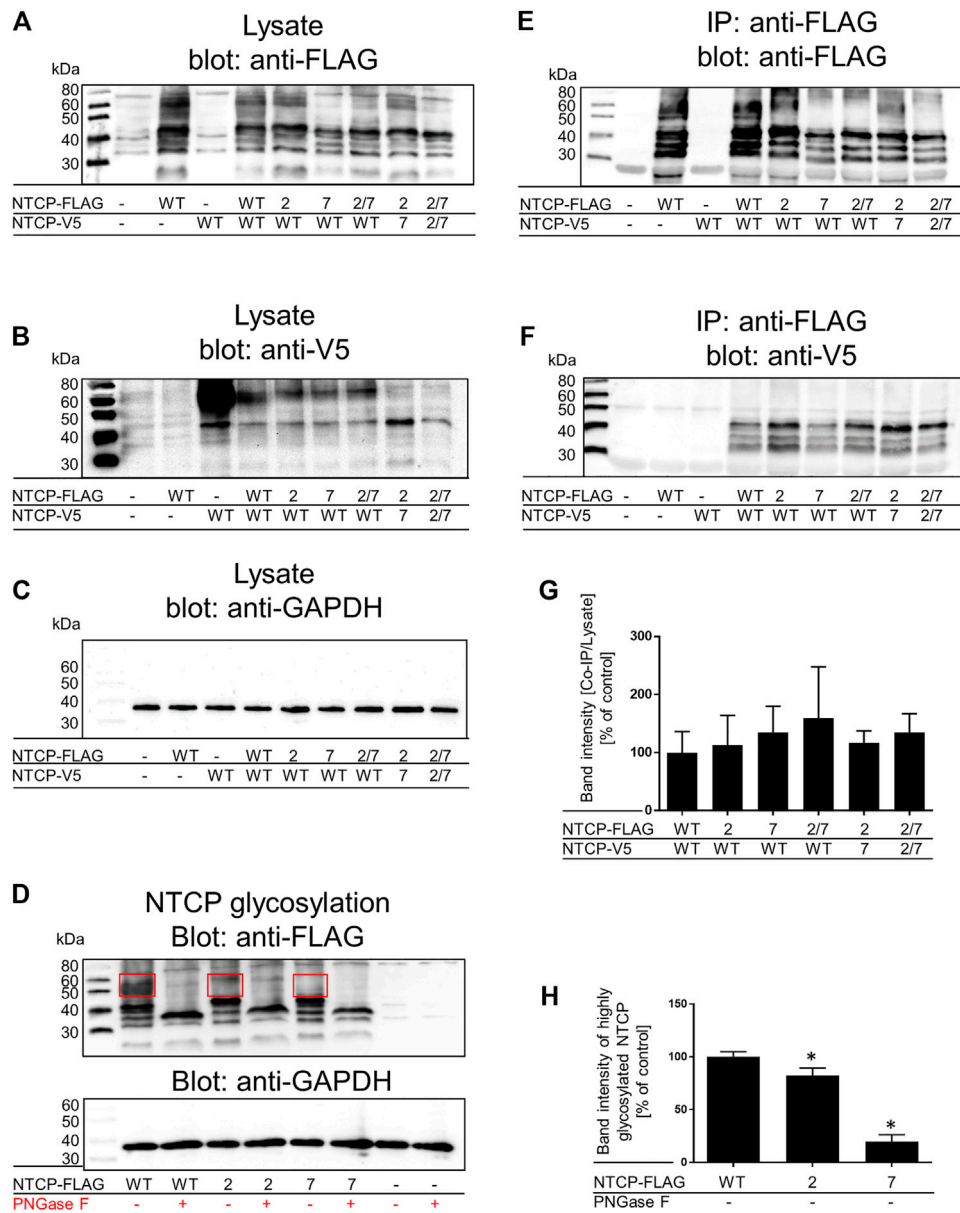 A
Lysate
blot: anti-FLAG
kDa
80
60
50
40
30
NTCP-FLAG - WT - WT 2 7 2/7 2 2/7
NTCP-V5 - - WT WT WT WT WT 7 2/7
B
Lysate
blot: anti-V5
kDa
80
60
50
40
30
NTCP-FLAG - WT - WT 2 7 2/7 2 2/7
NTCP-V5 - - WT WT WT WT WT 7 2/7
C
Lysate
blot: anti-GAPDH
kDa
60
50
40
30
NTCP-FLAG - WT - WT 2 7 2/7 2 2/7
NTCP-V5 - - WT WT WT WT WT 7 2/7
D
NTCP glycosylation
Blot: anti-FLAG
kDa
80
60
50
40
30
Blot: anti-GAPDH
60
50
40
30
NTCP-FLAG WT WT 2 2 7 7 - -
PNGase F - + - + - + - +
E
IP: anti-FLAG
blot: anti-FLAG
kDa
80
60
50
40
30
NTCP-FLAG - WT - WT 2 7 2/7 2 2/7
NTCP-V5 - - WT WT WT WT WT 7 2/7
F
IP: anti-FLAG
blot: anti-V5
kDa
80
60
50
40
30
NTCP-FLAG - WT - WT 2 7 2/7 2 2/7
NTCP-V5 - - WT WT WT WT WT 7 2/7
G
Band intensity [Co-IP/Lysate]
[% of control]
300
200
100
0
NTCP-FLAG WT 2 7 2/7 2 2/7
NTCP-V5 WT WT WT WT 7 2/7
H
Band intensity of highly
glycosylated NTCP
[% of control]
150
100
50
0
* 
*
NTCP-FLAG WT 2 7
PNGase F - - -